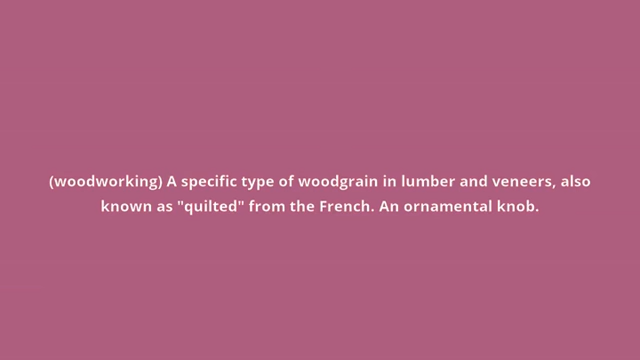 (woodworking) A specific type of woodgrain in lumber and veneers, also
known as "quilted" from the French. An ornamental knob.